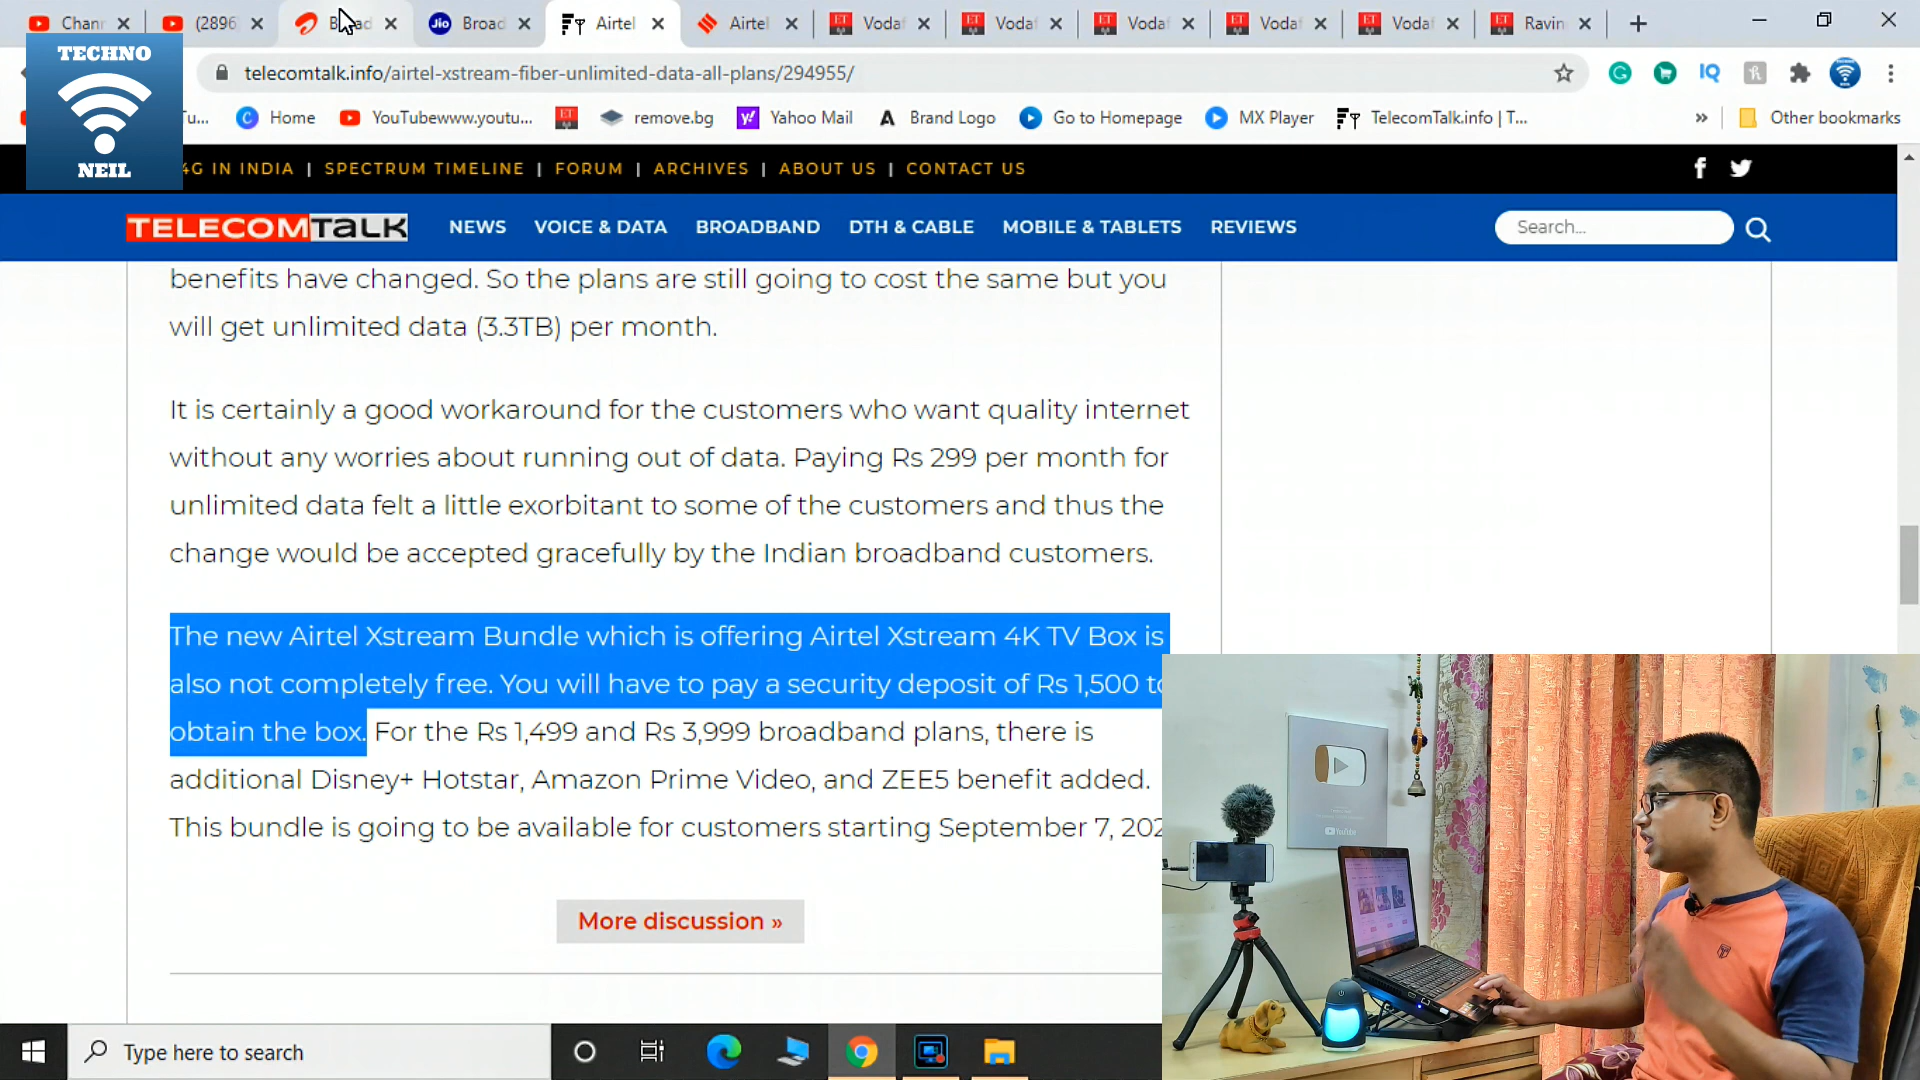 Chan
(2896
B
ad
Broad
Airtel
Airtel
Vodaf
Vodaf
Vodaf
Vodaf
Vodaf
Ravin
TECHNO
NEIL
telecomtalk.info/airtel-xstream-fiber-unlimited-data-all-plans/294955/
Tu...
Home
YouTubewww.youtu...
remove.bg
Yahoo Mail
Brand Logo
Go to Homepage
MX Player
TelecomTalk.info | T...
»
Other bookmarks
4G IN INDIA | SPECTRUM TIMELINE | FORUM | ARCHIVES | ABOUT US | CONTACT US
TELECOMTALK
NEWS VOICE & DATA BROADBAND DTH & CABLE MOBILE & TABLETS REVIEWS
Search...
benefits have changed. So the plans are still going to cost the same but you
will get unlimited data (3.3TB) per month.
It is certainly a good workaround for the customers who want quality internet
without any worries about running out of data. Paying Rs 299 per month for
unlimited data felt a little exorbitant to some of the customers and thus the
change would be accepted gracefully by the Indian broadband customers.
The new Airtel Xstream Bundle which is offering Airtel Xstream 4K TV Box is
also not completely free. You will have to pay a security deposit of Rs 1,500 to
obtain the box. For the Rs 1,499 and Rs 3,999 broadband plans, there is
additional Disney+ Hotstar, Amazon Prime Video, and ZEE5 benefit added.
This bundle is going to be available for customers starting September 7, 202
More discussion »
YouTube
Type here to search